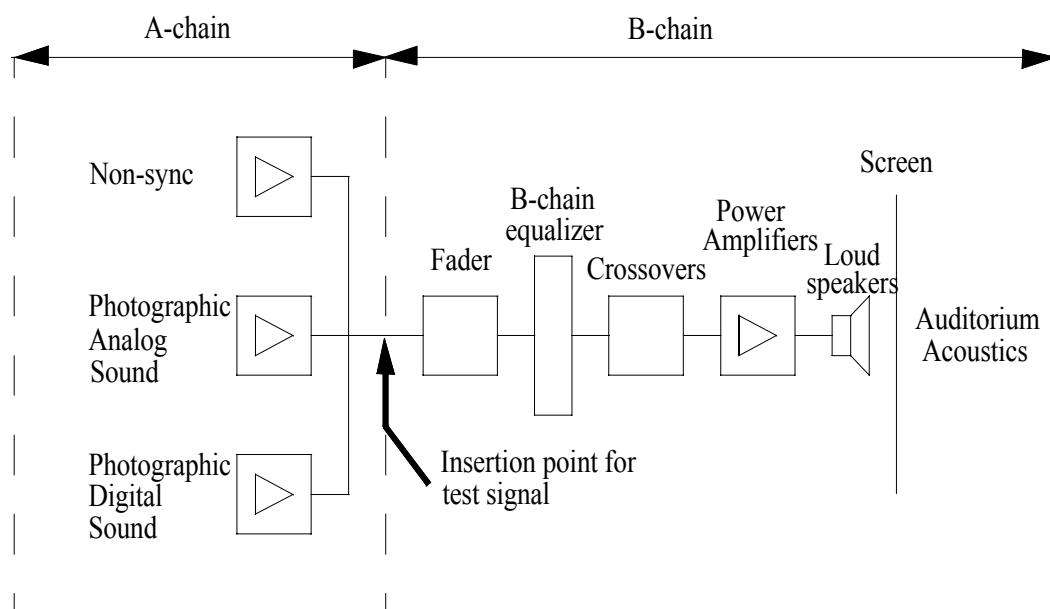 A-chain
B-chain
Non-sync
Photographic
Analog
Sound
Photographic
Digital
Sound
Insertion point for
test signal
Fader
B-chain
equalizer
Crossovers
Power
Amplifiers
Loud
speakers
Screen
Auditorium
Acoustics